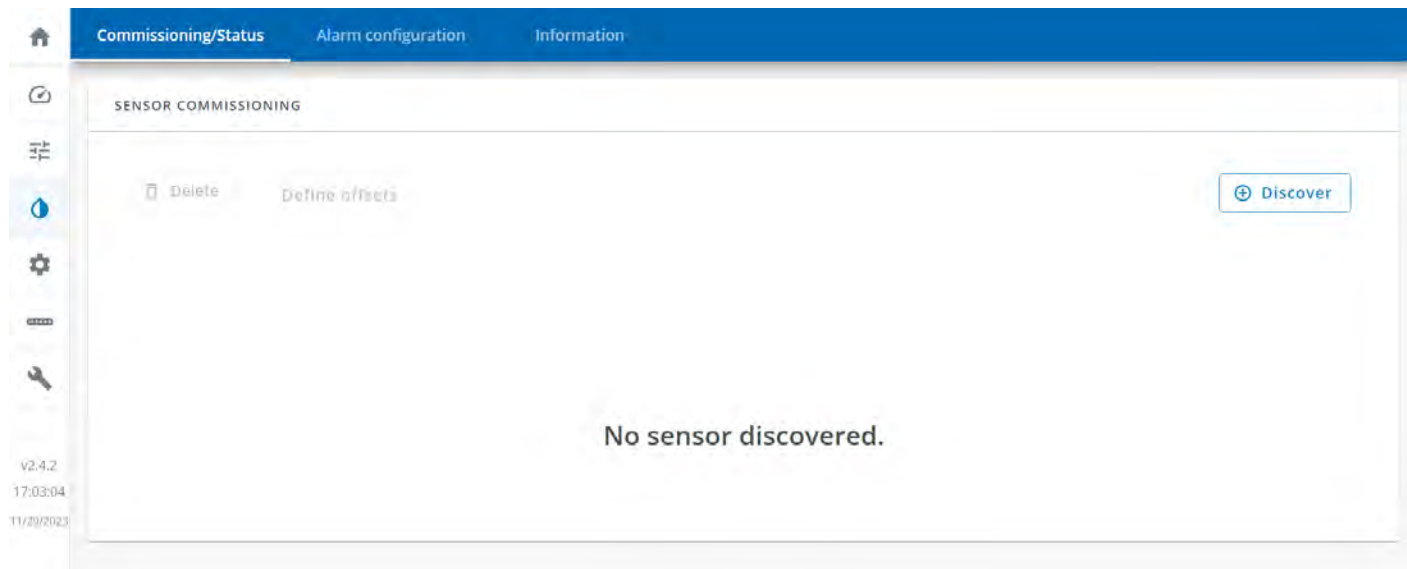 Commissioning/Status Alarm configuration Information
SENSOR COMMISSIONING
Delete Define offsets Discover
No sensor discovered.
v2.4.2
17:03:04
11/20/2023